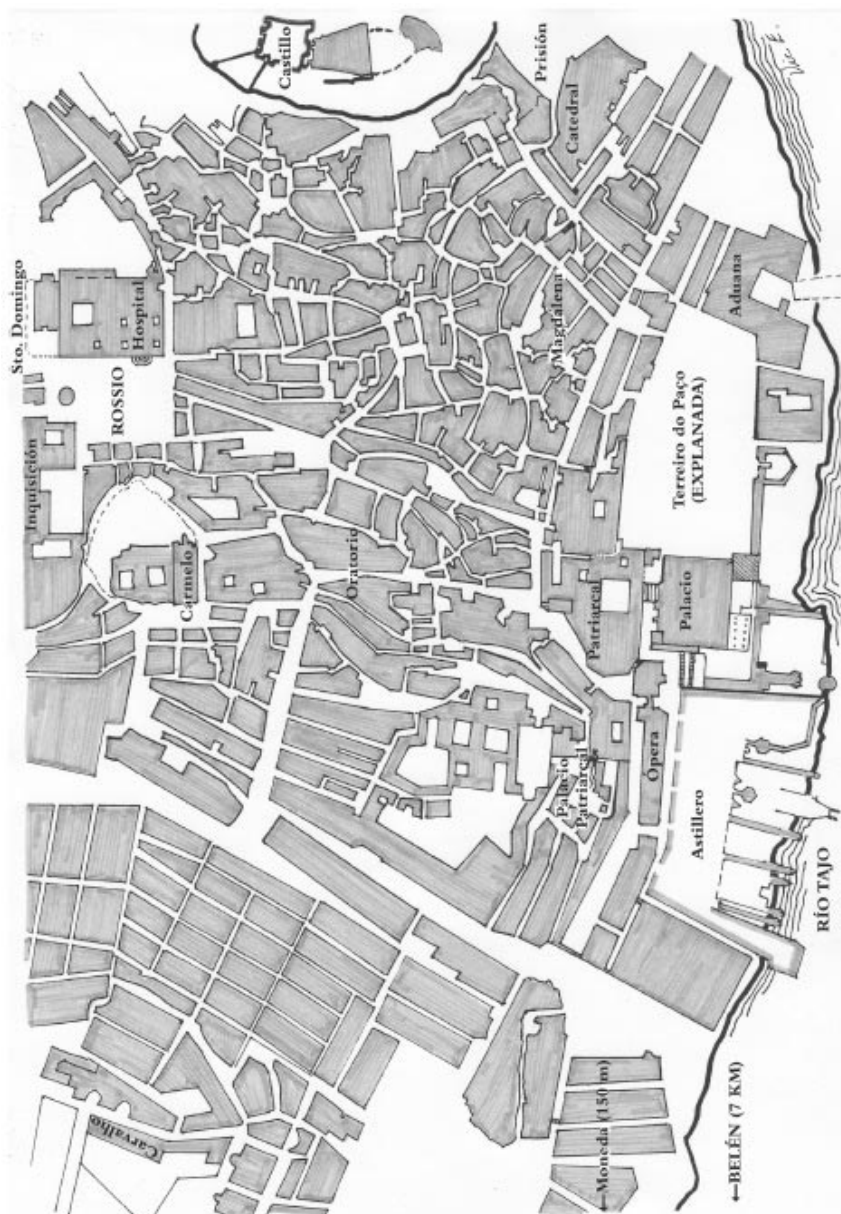 Castillo
Prisión
Catedral
Sto. Domingo
Hospital
ROSSIO
Inquisición
Carmelo
Oratorio
Magdalena
Aduana
Terreiro do Paço
(EXPLANADA)
Patriarcal
Palacio
Palacio
Patriarcal
Ópera
Astillero
RÍO TAJO
Carvalho
←Moneda (150 m)
←BELÉN (7 KM)